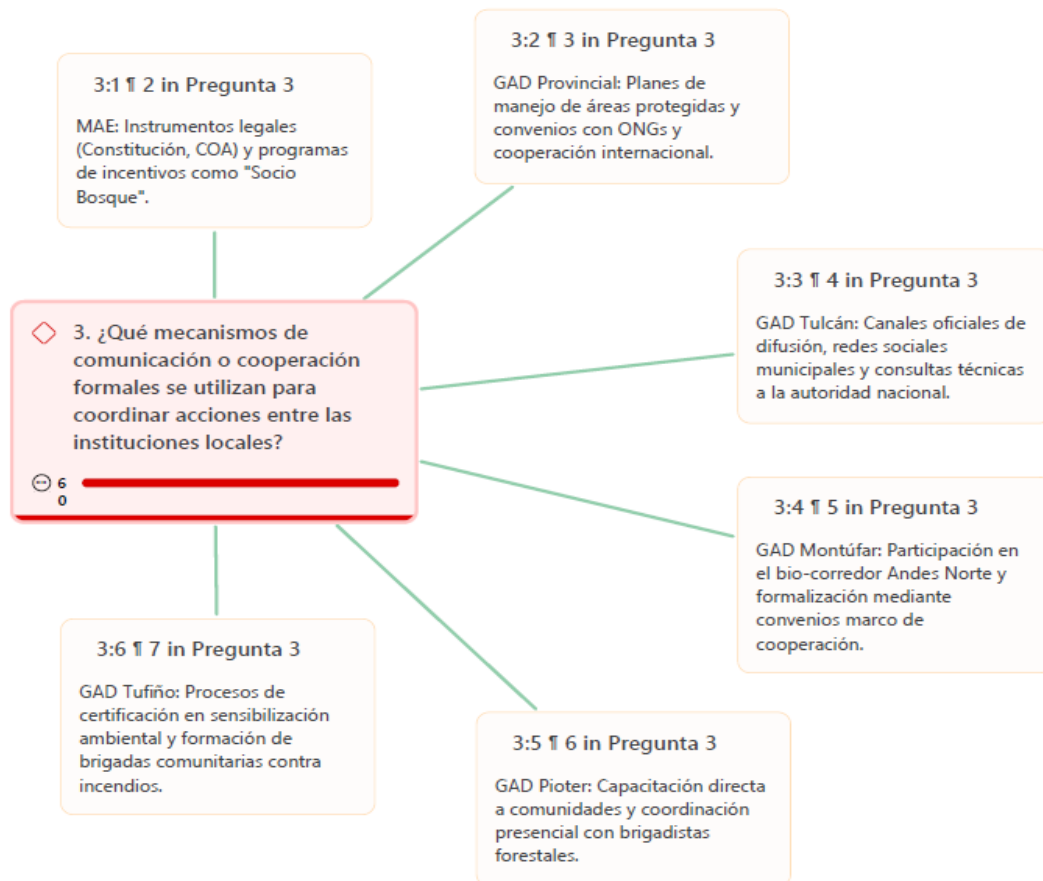 3:1 ¶ 2 in Pregunta 3
MAE: Instrumentos legales
(Constitución, COA) y programas
de incentivos como "Socio
Bosque".
3:2 ¶ 3 in Pregunta 3
GAD Provincial: Planes de
manejo de áreas protegidas y
convenios con ONGs y
cooperación internacional.
3. ¿Qué mecanismos de
comunicación o cooperación
formales se utilizan para
coordinar acciones entre las
instituciones locales?
6
0
3:3 ¶ 4 in Pregunta 3
GAD Tulcán: Canales oficiales de
difusión, redes sociales
municipales y consultas técnicas
a la autoridad nacional.
3:4 ¶ 5 in Pregunta 3
GAD Montúfar: Participación en
el bio-corredor Andes Norte y
formalización mediante
convenios marco de
cooperación.
3:6 ¶ 7 in Pregunta 3
GAD Tufiño: Procesos de
certificación en sensibilización
ambiental y formación de
brigadas comunitarias contra
incendios.
3:5 ¶ 6 in Pregunta 3
GAD Pioter: Capacitación directa
a comunidades y coordinación
presencial con brigadistas
forestales.